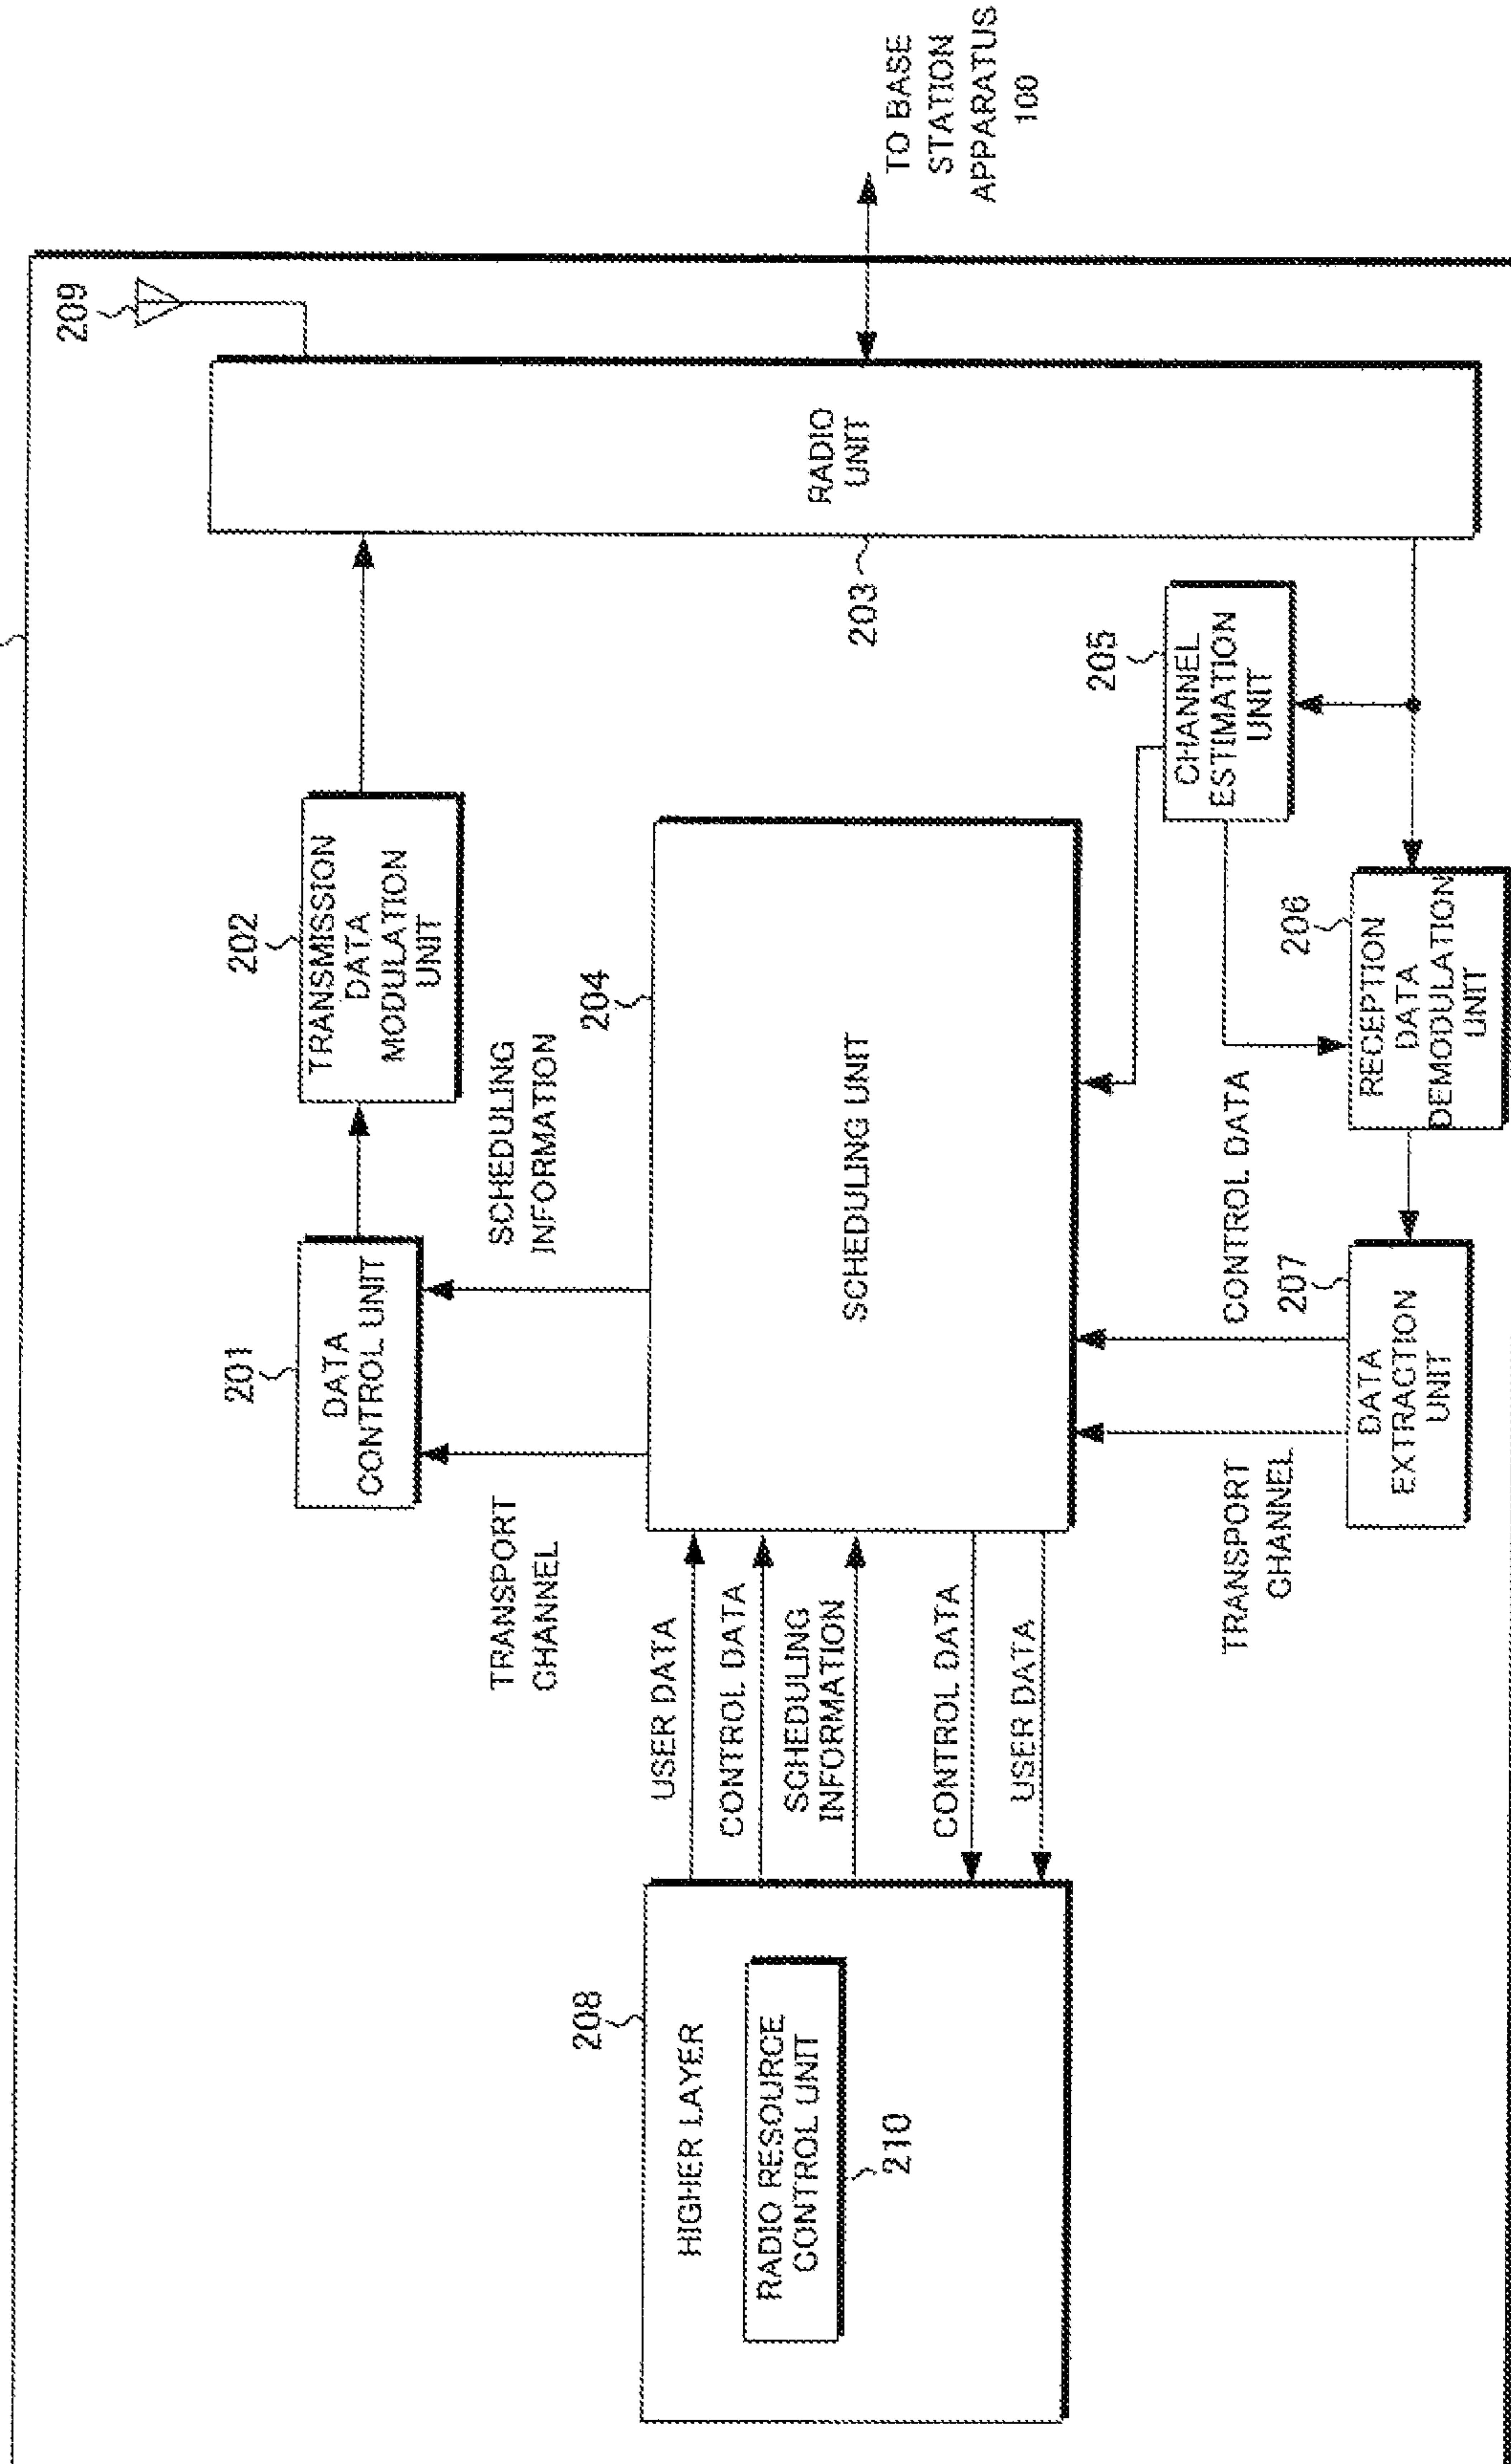 209
TO BASE
STATION
APPARATUS
100
RADIO
UNIT
203
202
TRANSMISSION
DATA
MODULATION
UNIT
201
DATA
CONTROL UNIT
SCHEDULING
INFORMATION
TRANSPORT
CHANNEL
204
SCHEDULING UNIT
205
CHANNEL
ESTIMATION
UNIT
206
RECEPTION
DATA
DEMODULATION
UNIT
207
DATA
EXTRACTION
UNIT
CONTROL DATA
TRANSPORT
CHANNEL
USER DATA
CONTROL DATA
SCHEDULING
INFORMATION
CONTROL DATA
USER DATA
208
HIGHER LAYER
RADIO RESOURCE
CONTROL UNIT
210